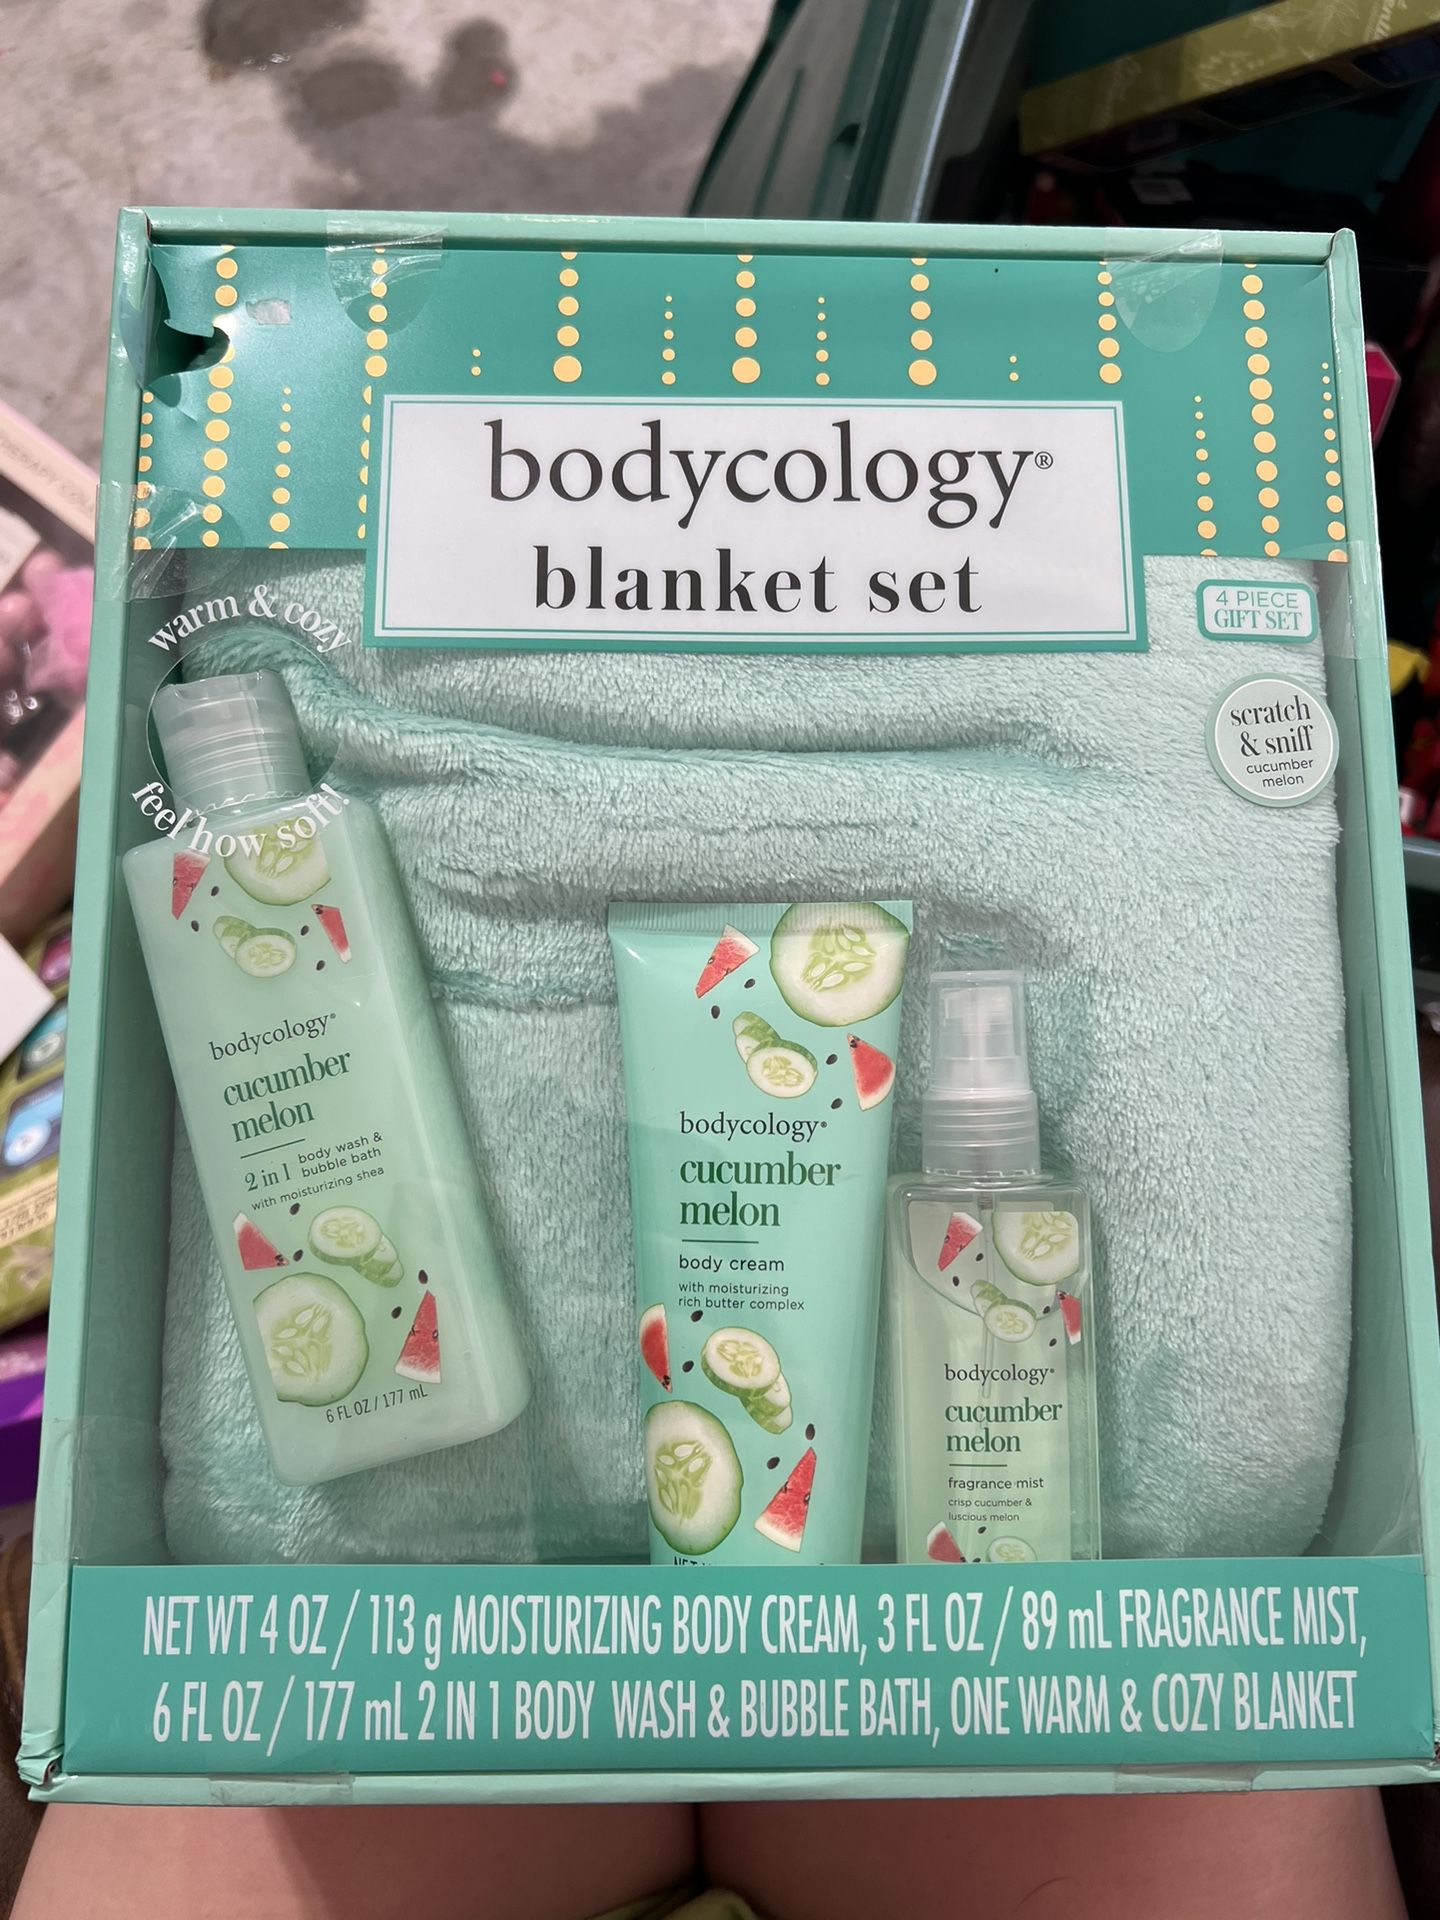 bodycology®
blanket set
4 PIECE
GIFT SET
warm & cozy
feel how soft!
scratch
& sniff
cucumber
melon
bodycology®
cucumber
melon
2 in 1 body wash &
bubble bath
with moisturizing shea
6 FL OZ / 177 mL
bodycology®
cucumber
melon
body cream
with moisturizing
rich butter complex
bodycology®
cucumber
melon
fragrance mist
crisp cucumber &
luscious melon
NET WT 4 OZ / 113 g MOISTURIZING BODY CREAM, 3 FL OZ / 89 mL FRAGRANCE MIST,
6 FL OZ / 177 mL 2 IN 1 BODY WASH & BUBBLE BATH, ONE WARM & COZY BLANKET